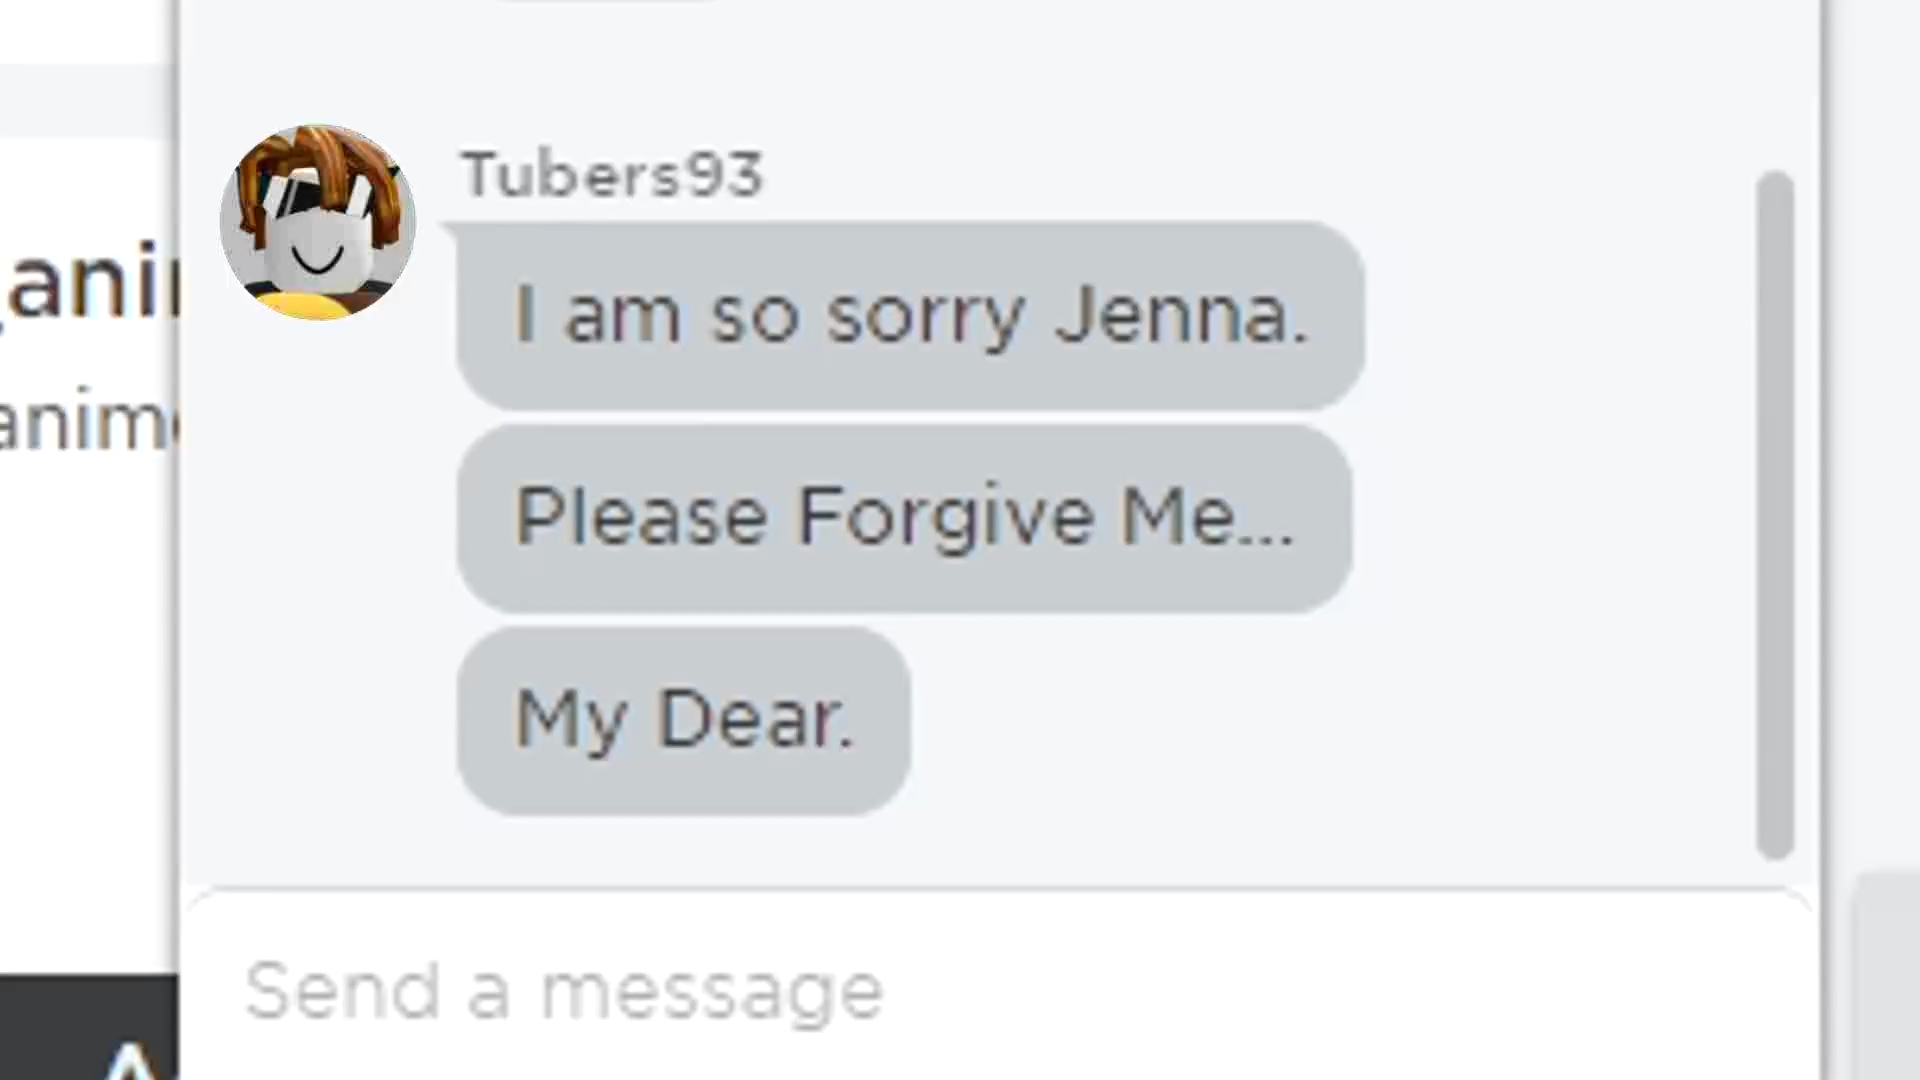 Tubers93
I am so sorry Jenna.
Please Forgive Me...
My Dear.
Send a message